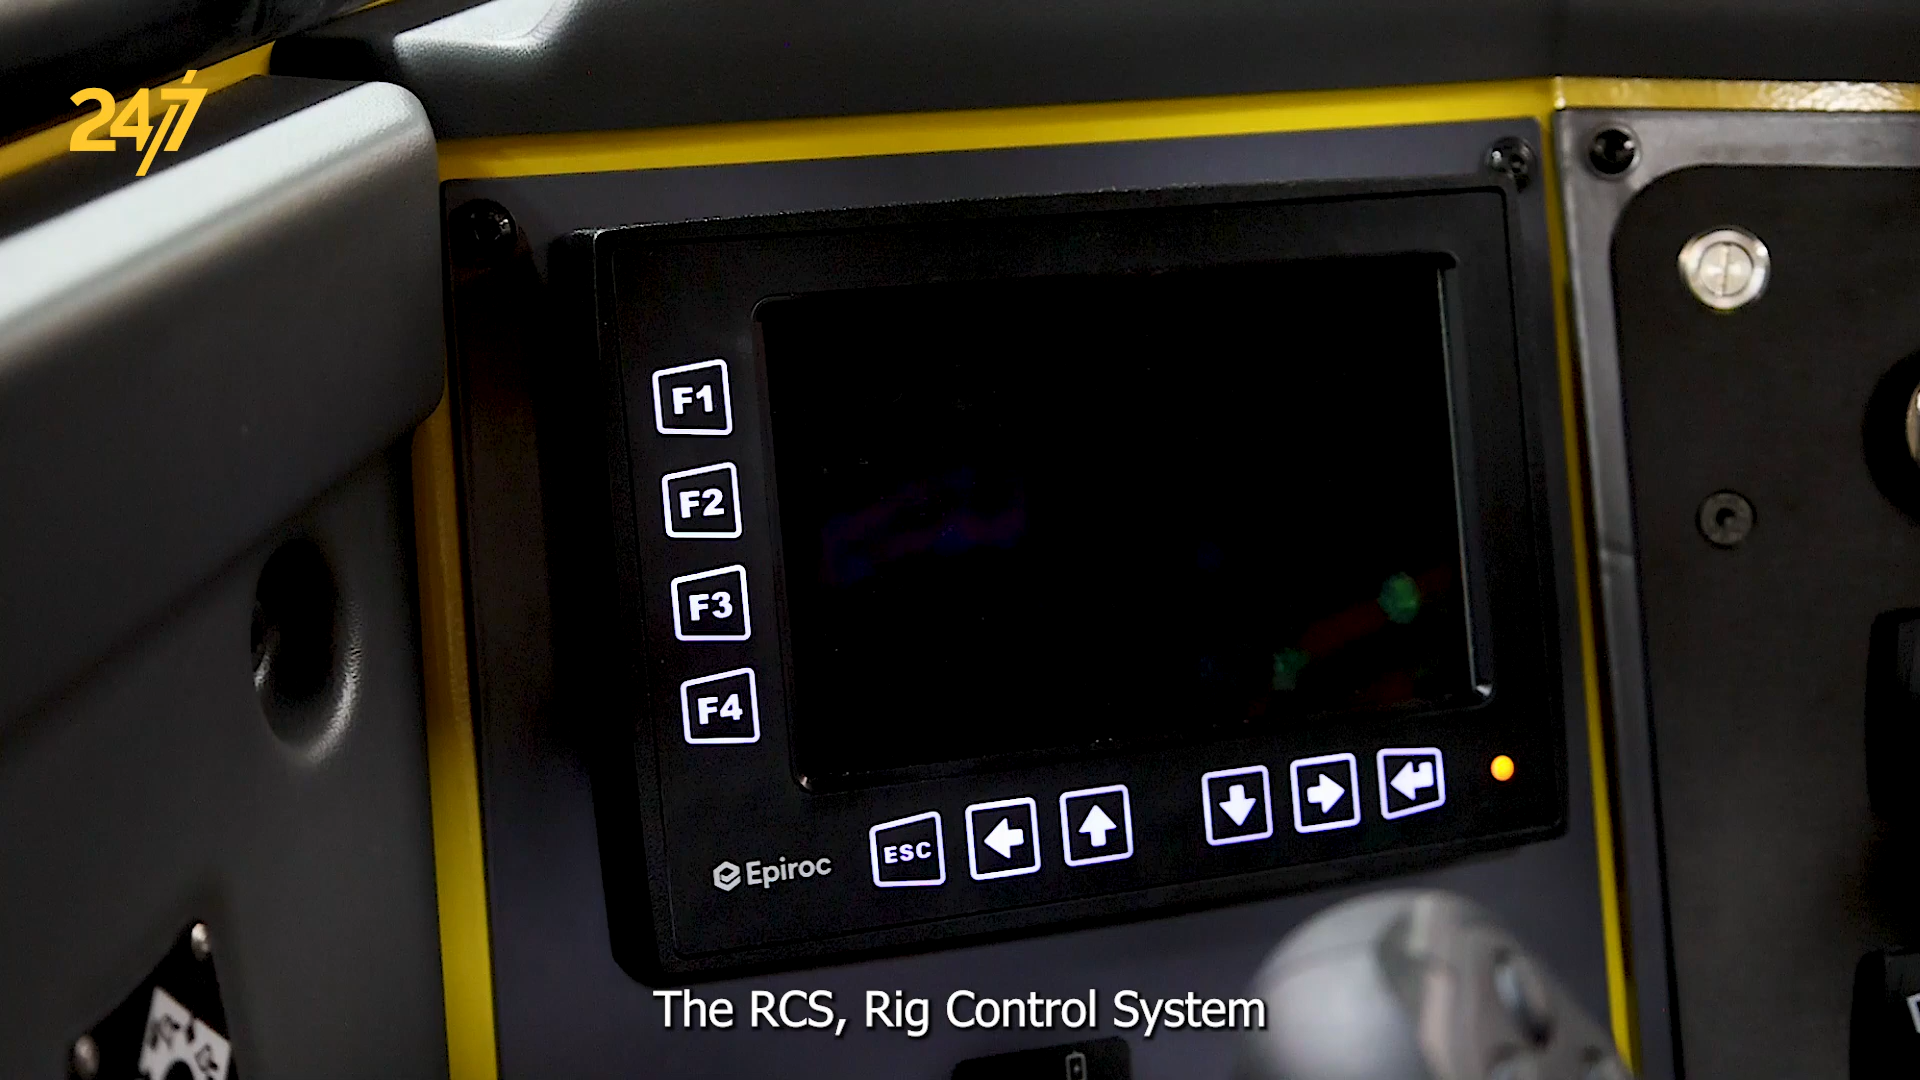 24/7
F1
F2
F3
F4
ESC
Epiroc
The RCS, Rig Control System